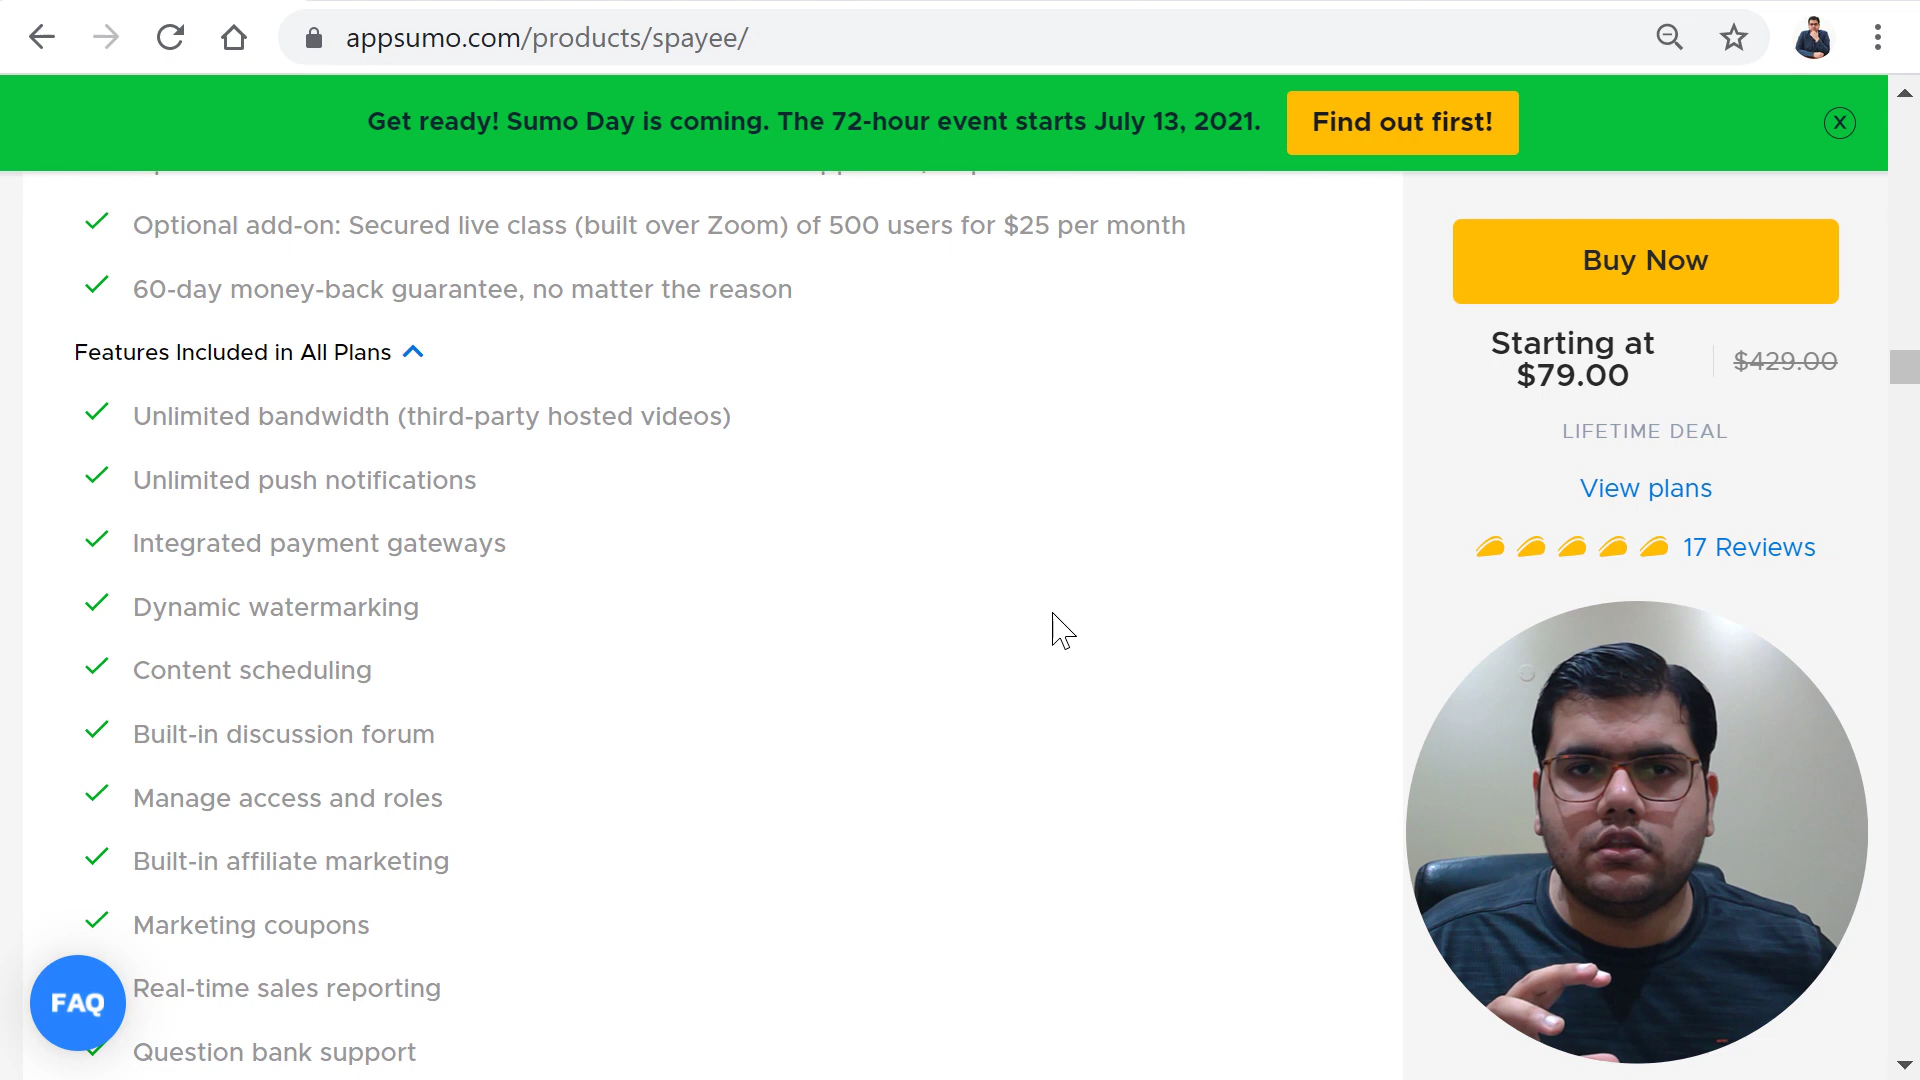 appsumo.com/products/spayee/
Get ready! Sumo Day is coming. The 72-hour event starts July 13, 2021.
Find out first!
X
Optional add-on: Secured live class (built over Zoom) of 500 users for $25 per month
60-day money-back guarantee, no matter the reason
Features Included in All Plans
Unlimited bandwidth (third-party hosted videos)
Unlimited push notifications
Integrated payment gateways
Dynamic watermarking
Content scheduling
Built-in discussion forum
Manage access and roles
Built-in affiliate marketing
Marketing coupons
Real-time sales reporting
Question bank support
FAQ
Buy Now
Starting at
$79.00
$429.00
LIFETIME DEAL
View plans
17 Reviews